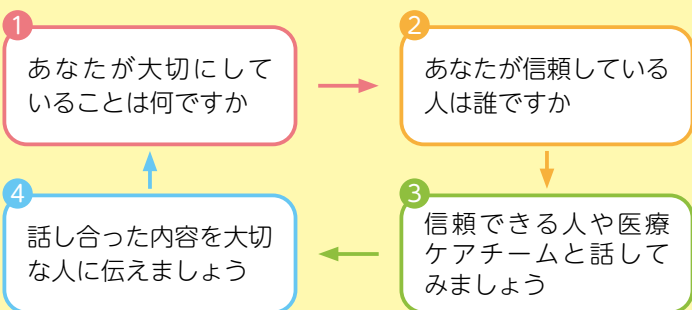 1
あなたが大切にして
いることは何ですか
2
あなたが信頼している
人は誰ですか
3
信頼できる人や医療
ケアチームと話して
みましょう
4
話し合った内容を大切
な人に伝えましょう